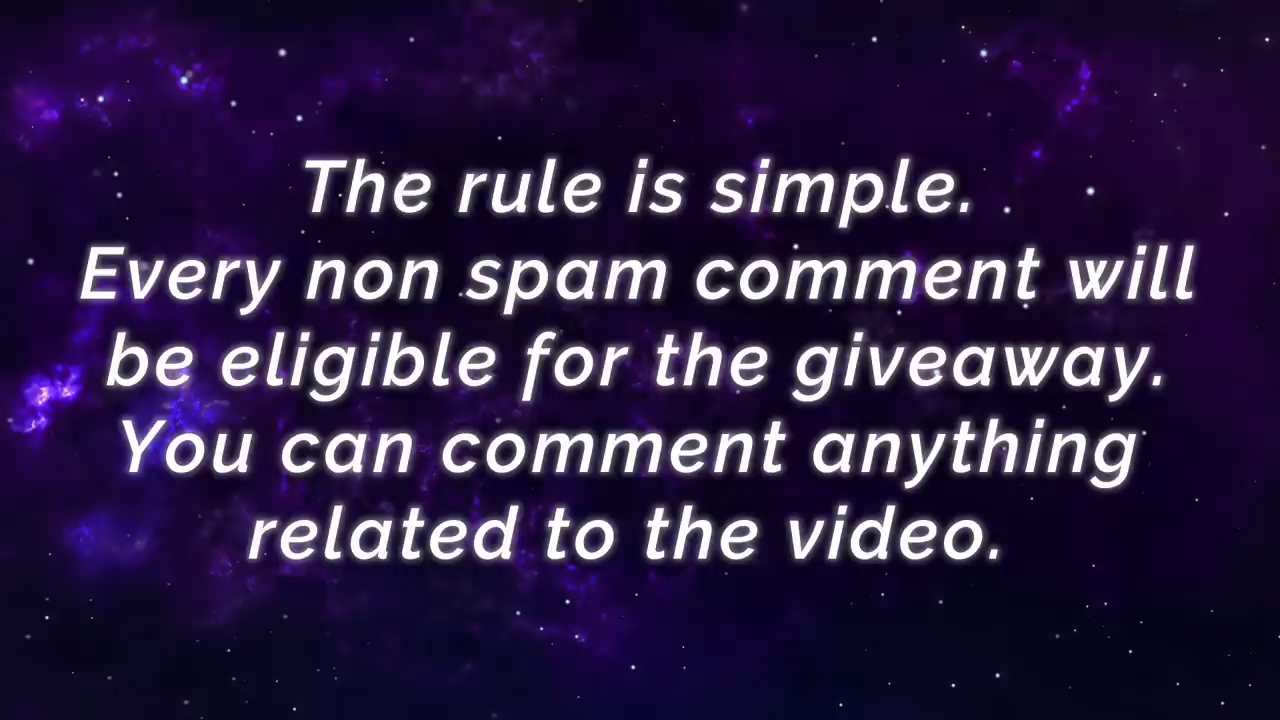 The rule is simple.
Every non spam comment will
be eligible for the giveaway.
You can comment anything
related to the video.